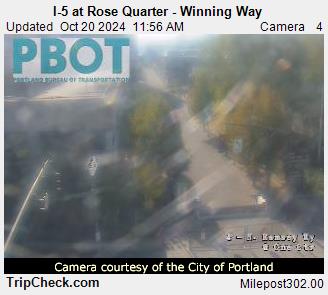 I-5 at Rose Quarter - Winning Way
Updated Oct 20 2024 11:56 AM Camera 4
PBOT
PORTLAND BUREAU OF TRANSPORTATION
Camera courtesy of the City of Portland
TripCheck.com Milepost302.00